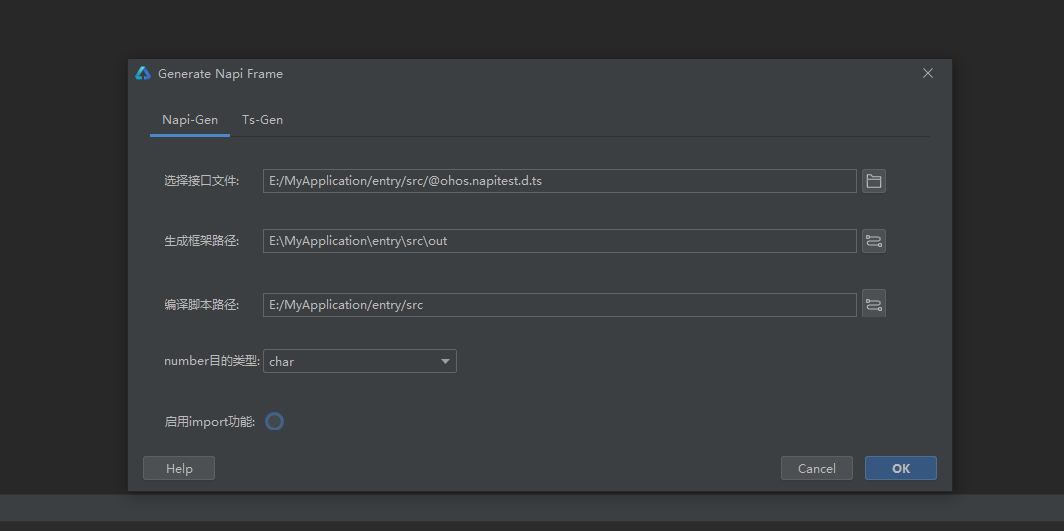 Generate Napi Frame
Napi-Gen Ts-Gen
选择接口文件: E:/MyApplication/entry/src/@ohos.napitest.d.ts
生成框架路径: E:\MyApplication\entry\src\out
编译脚本路径: E:/MyApplication/entry/src
number目的类型: char
启用import功能:
Help Cancel OK